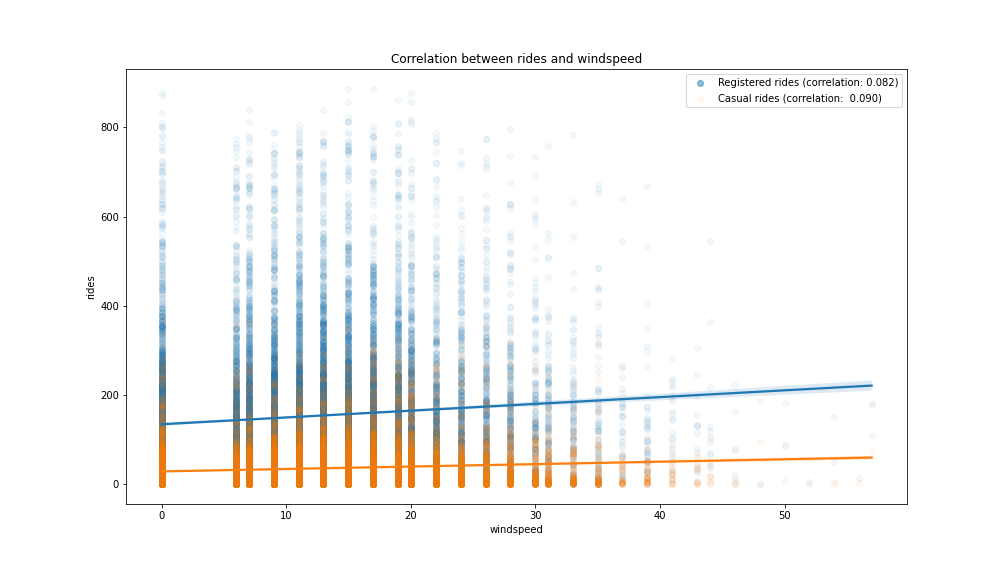 Correlation between rides and windspeed
Registered rides (correlation: 0.082)
Casual rides (correlation:  0.090)
rides
800
600
400
200
0
0 10 20 30 40 50
windspeed